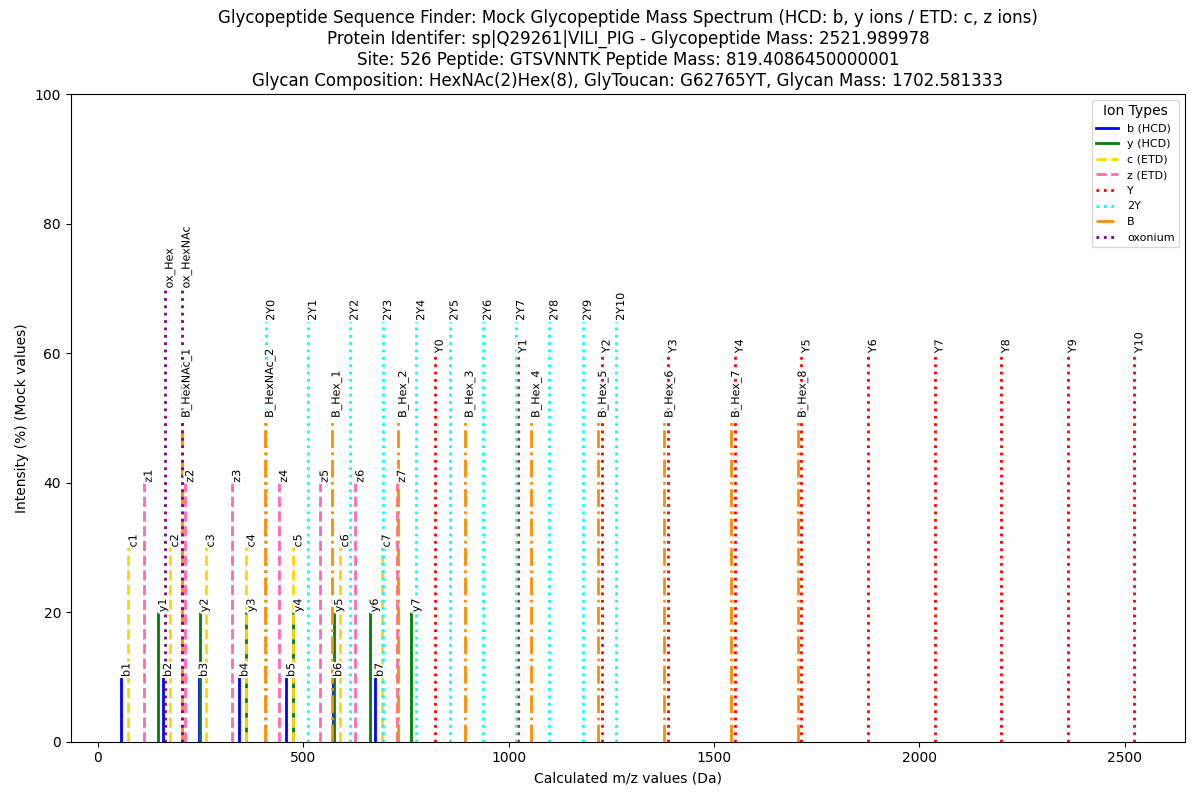 Glycopeptide Sequence Finder: Mock Glycopeptide Mass Spectrum (HCD: b, y ions / ETD: c, z ions)
Protein Identifer: sp|Q29261|VILI_PIG - Glycopeptide Mass: 2521.989978
Site: 526 Peptide: GTSVNNTK Peptide Mass: 819.4086450000001
Glycan Composition: HexNAc(2)Hex(8), GlyToucan: G62765YT, Glycan Mass: 1702.581333
Ion Types
b (HCD)
y (HCD)
c (ETD)
z (ETD)
Y
2Y
B
oxonium
100
80
60
40
20
0
Intensity (%) (Mock values)
ox_Hex
ox_HexNAc
2Y0
2Y1
2Y2
2Y3
2Y4
2Y5
2Y6
2Y7
2Y8
2Y9
2Y10
Y0
Y1
Y2
Y3
Y4
Y5
Y6
Y7
Y8
Y9
Y10
B_HexNAc_1
B_HexNAc_2
B_Hex_1
B_Hex_2
B_Hex_3
B_Hex_4
B_Hex_5
B_Hex_6
B_Hex_7
B_Hex_8
z1
z2
z3
z4
z5
z6
z7
c1
c2
c3
c4
c5
c6
c7
y1
y2
y3
y4
y5
y6
y7
b1
b2
b3
b4
b5
b6
b7
0
500
1000
1500
2000
2500
Calculated m/z values (Da)